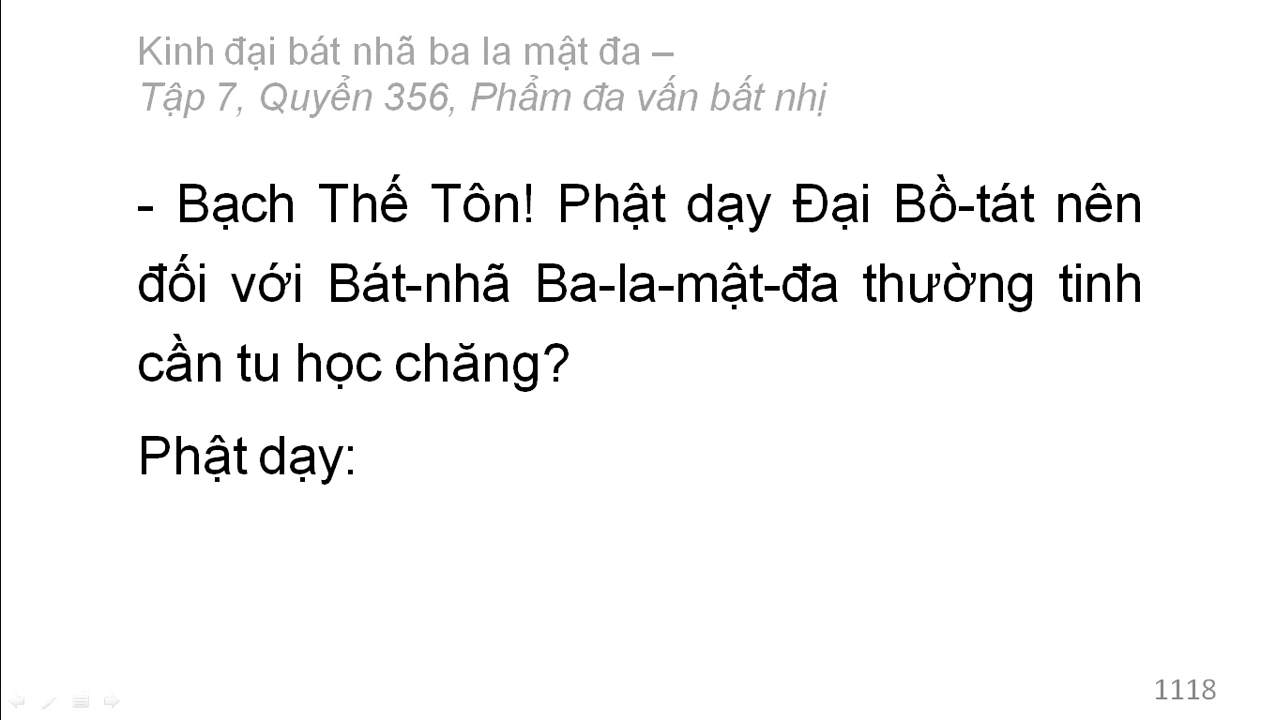 Kinh đại bát nhã ba la mật đa –
Tập 7, Quyển 356, Phẩm đa vấn bất nhị
- Bạch Thế Tôn! Phật dạy Đại Bồ-tát nên
đối với Bát-nhã Ba-la-mật-đa thường tinh
cần tu học chăng?
Phật dạy:
1118